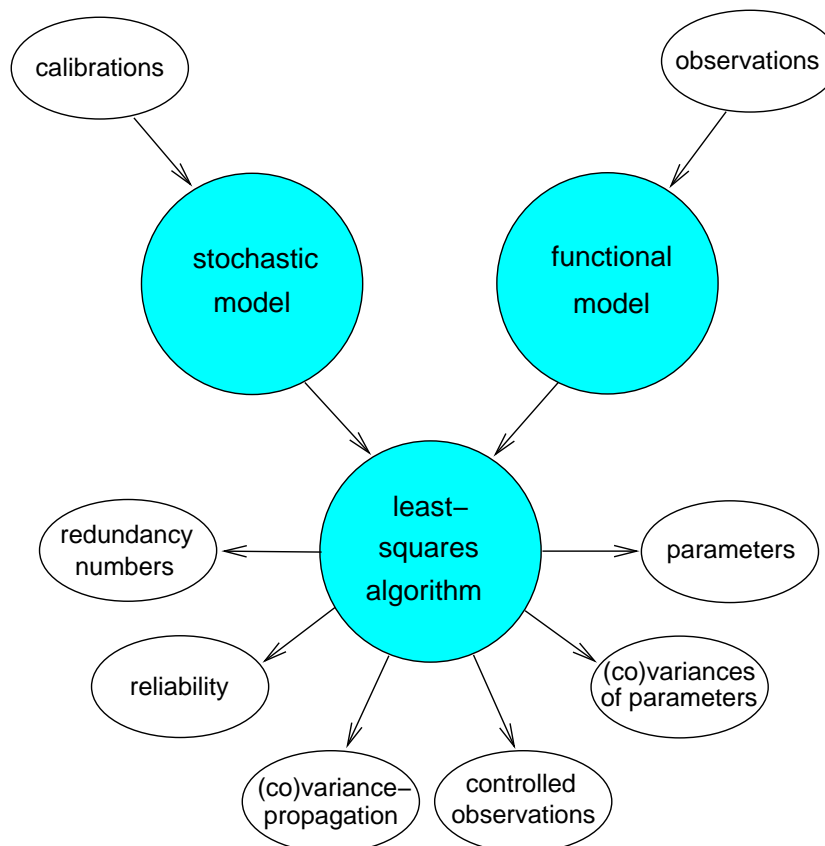 calibrations
observations
stochastic
model
functional
model
least−
squares
algorithm
redundancy
numbers
parameters
reliability
(co)variances
of parameters
(co)variance−
propagation
controlled
observations